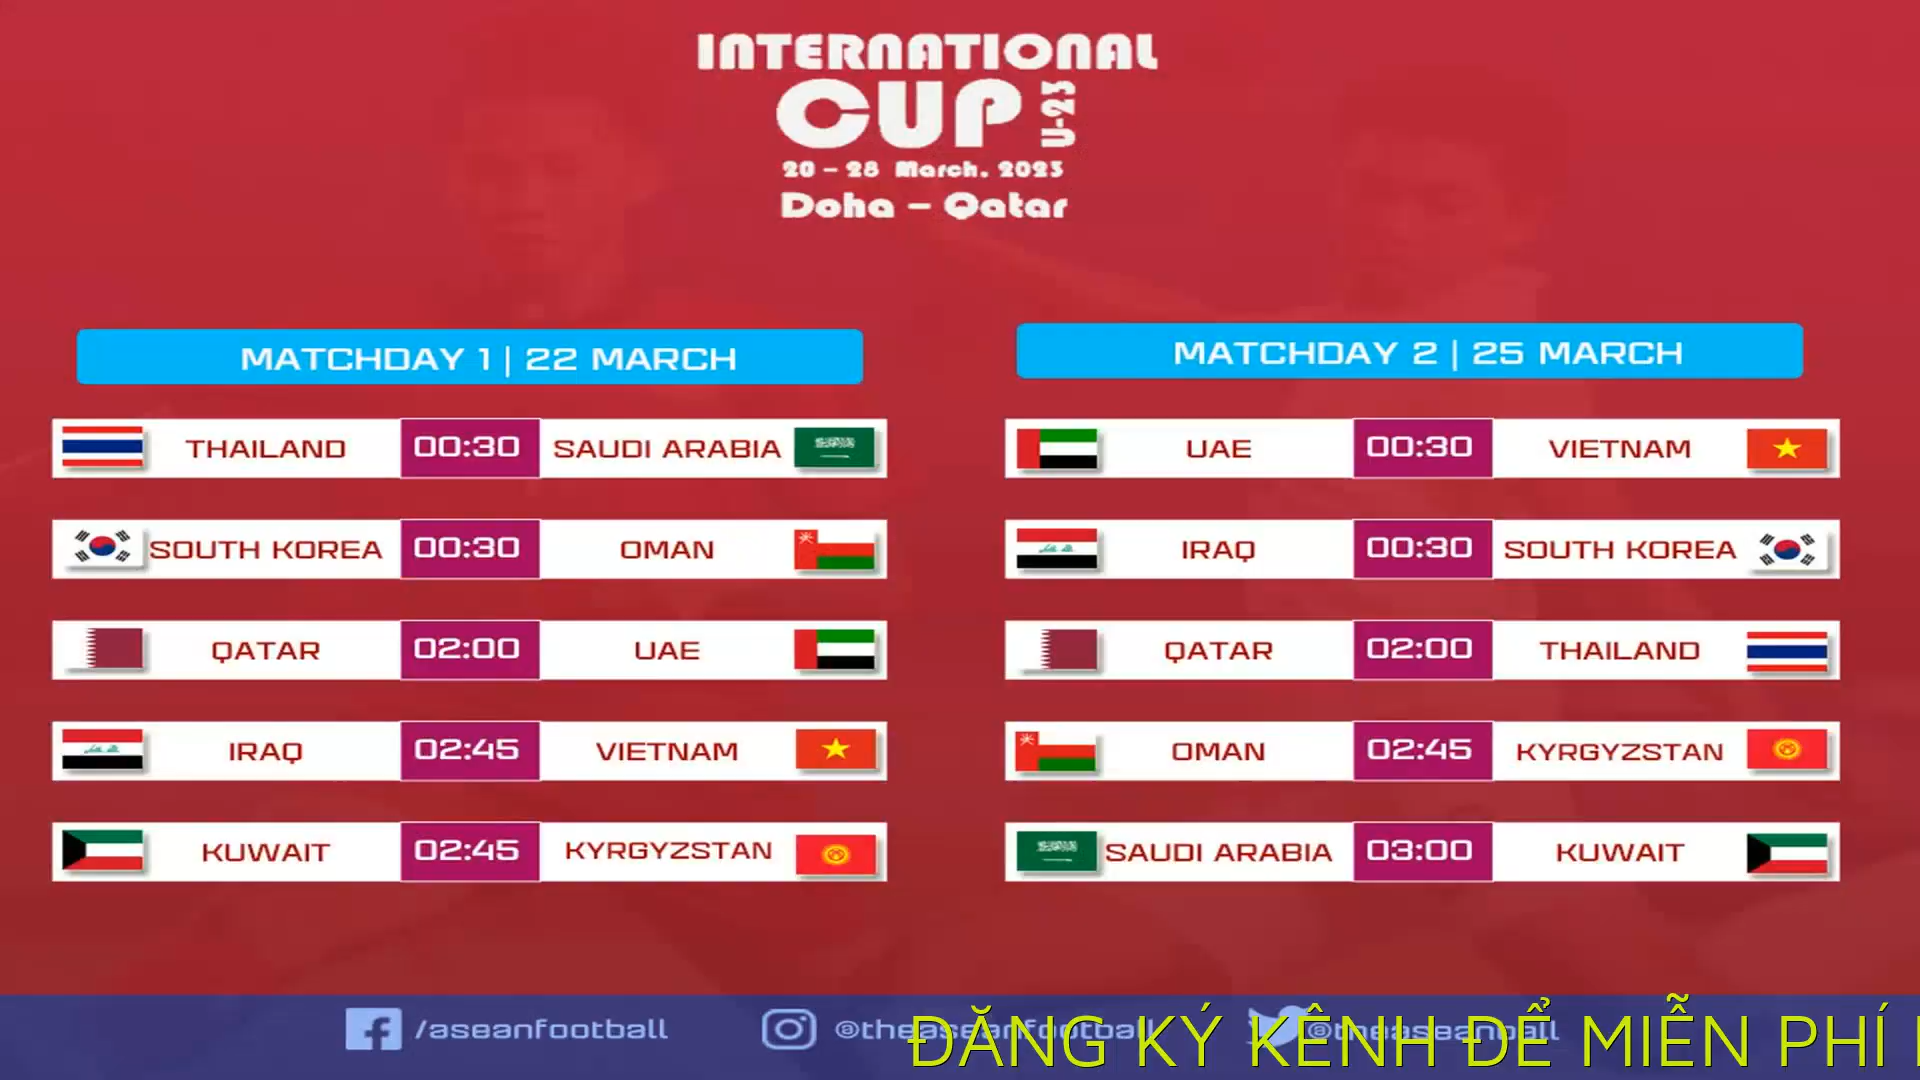 INTERNATIONAL
CUP U-23
20 – 28 March. 2023
Doha – Qatar
MATCHDAY 1 | 22 MARCH
THAILAND 00:30 SAUDI ARABIA
SOUTH KOREA 00:30 OMAN
QATAR 02:00 UAE
IRAQ 02:45 VIETNAM
KUWAIT 02:45 KYRGYZSTAN
MATCHDAY 2 | 25 MARCH
UAE 00:30 VIETNAM
IRAQ 00:30 SOUTH KOREA
QATAR 02:00 THAILAND
OMAN 02:45 KYRGYZSTAN
SAUDI ARABIA 03:00 KUWAIT
/aseanfootball @theaseanfootball @theaseanball
ĐĂNG KÝ KÊNH ĐỂ MIỄN PHÍ